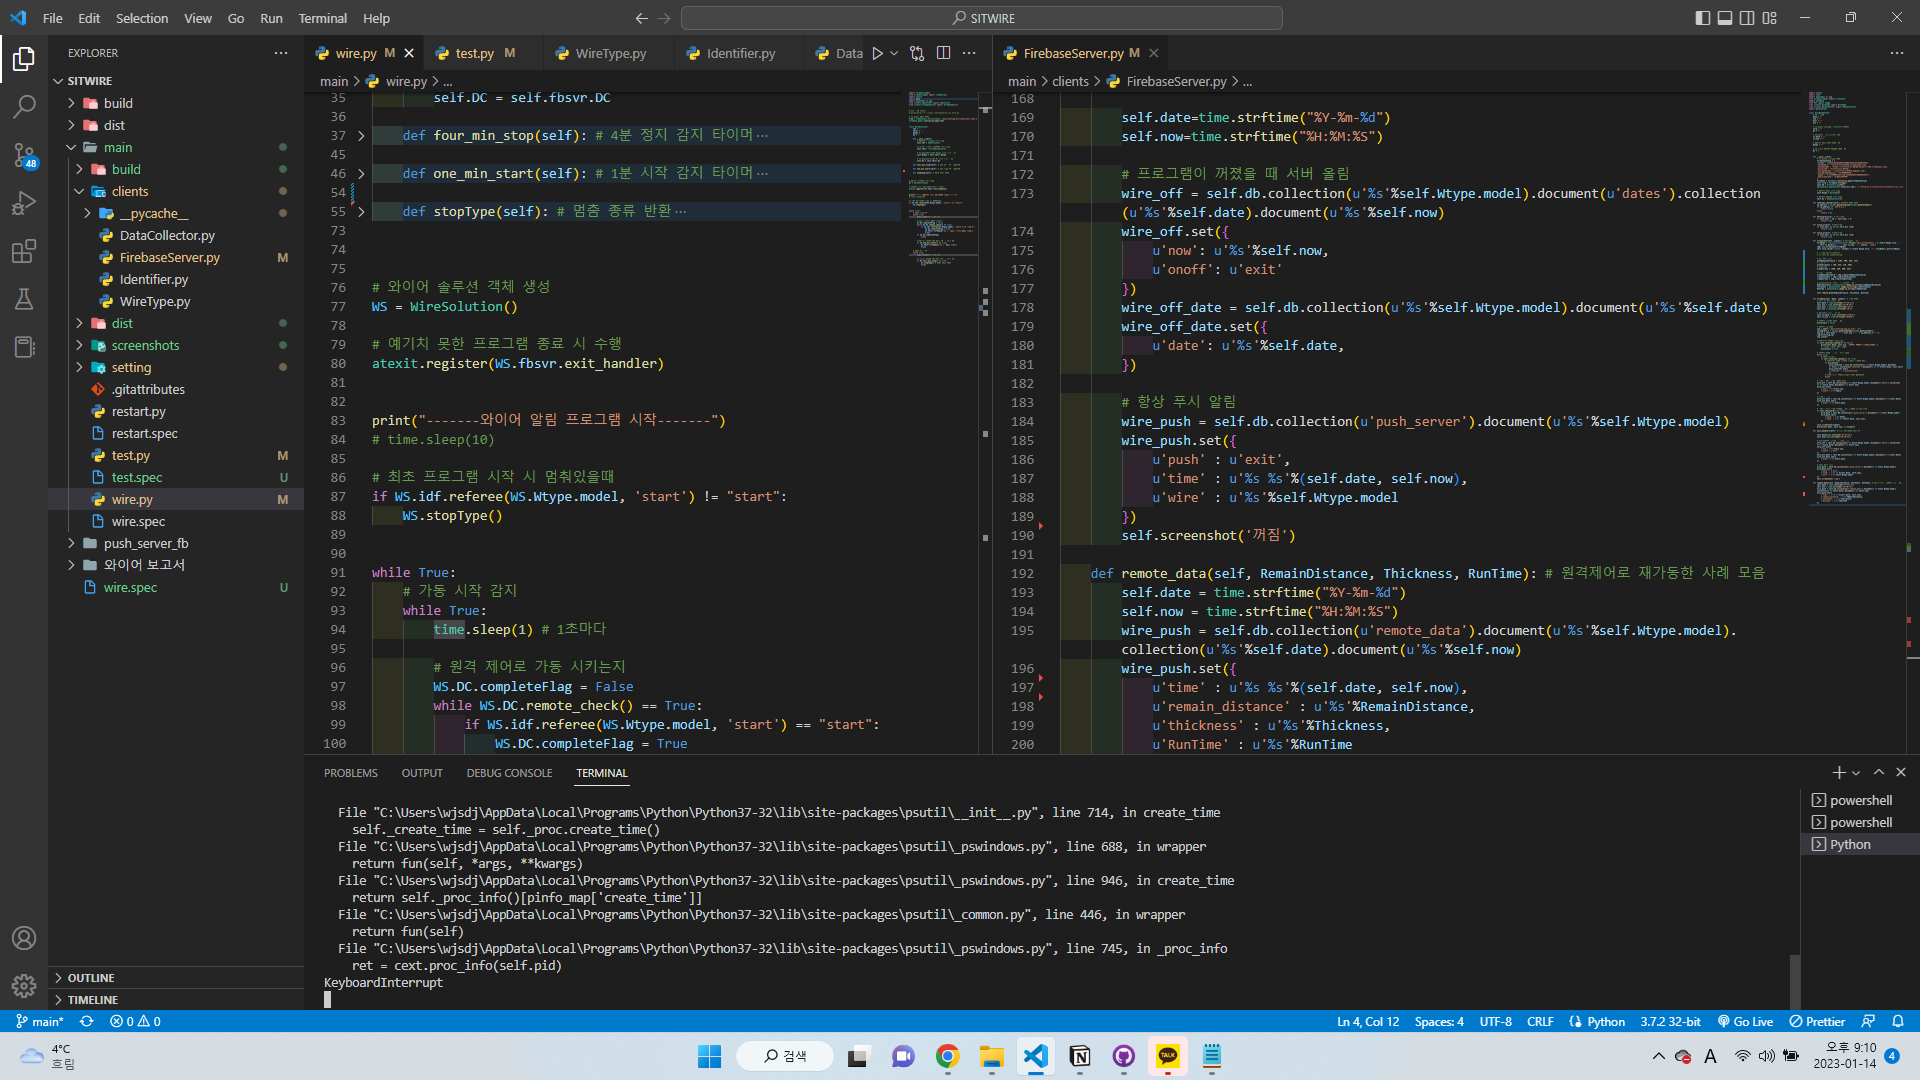 File Edit Selection View Go Run Terminal Help
SITWIRE
EXPLORER
SITWIRE
build
dist
main
build
clients
__pycache__
DataCollector.py
FirebaseServer.py M
Identifier.py
WireType.py
dist
screenshots
setting
.gitattributes
restart.py
restart.spec
test.py M
test.spec U
wire.py M
wire.spec
push_server_fb
와이어 보고서
wire.spec U
OUTLINE
TIMELINE
48
wire.py M
test.py M
WireType.py
Identifier.py
Data
main > wire.py > ...
35 self.DC = self.fbsvr.DC
36
37 def four_min_stop(self): # 4분 정지 감지 타이머 ...
45
46 def one_min_start(self): # 1분 시작 감지 타이머 ...
54
55 def stopType(self): # 멈춤 종류 반환 ...
73
74
75
76 # 와이어 솔루션 객체 생성
77 WS = WireSolution()
78
79 # 예기치 못한 프로그램 종료 시 수행
80 atexit.register(WS.fbsvr.exit_handler)
81
82
83 print("-------와이어 알림 프로그램 시작-------")
84 # time.sleep(10)
85
86 # 최초 프로그램 시작 시 멈춰있을때
87 if WS.idf.referee(WS.Wtype.model, 'start') != "start":
88 WS.stopType()
89
90
91 while True:
92 # 가동 시작 감지
93 while True:
94 time.sleep(1) # 1초마다
95
96 # 원격 제어로 가동 시키는지
97 WS.DC.completeFlag = False
98 while WS.DC.remote_check() == True:
99 if WS.idf.referee(WS.Wtype.model, 'start') == "start":
100 WS.DC.completeFlag = True
FirebaseServer.py M
main > clients > FirebaseServer.py > ...
168
169 self.date=time.strftime("%Y-%m-%d")
170 self.now=time.strftime("%H:%M:%S")
171
172 # 프로그램이 꺼졌을 때 서버 올림
173 wire_off = self.db.collection(u'%s'%self.Wtype.model).document(u'dates').collection
(u'%s'%self.date).document(u'%s'%self.now)
174 wire_off.set({
175 u'now': u'%s'%self.now,
176 u'onoff': u'exit'
177 })
178 wire_off_date = self.db.collection(u'%s'%self.Wtype.model).document(u'%s'%self.date)
179 wire_off_date.set({
180 u'date': u'%s'%self.date,
181 })
182
183 # 항상 푸시 알림
184 wire_push = self.db.collection(u'push_server').document(u'%s'%self.Wtype.model)
185 wire_push.set({
186 u'push' : u'exit',
187 u'time' : u'%s %s'%(self.date, self.now),
188 u'wire' : u'%s'%self.Wtype.model
189 })
190 self.screenshot('꺼짐')
191
192 def remote_data(self, RemainDistance, Thickness, RunTime): # 원격제어로 재가동한 사례 모음
193 self.date = time.strftime("%Y-%m-%d")
194 self.now = time.strftime("%H:%M:%S")
195 wire_push = self.db.collection(u'remote_data').document(u'%s'%self.Wtype.model).
collection(u'%s'%self.date).document(u'%s'%self.now)
196 wire_push.set({
197 u'time' : u'%s %s'%(self.date, self.now),
198 u'remain_distance' : u'%s'%RemainDistance,
199 u'thickness' : u'%s'%Thickness,
200 u'RunTime' : u'%s'%RunTime
PROBLEMS OUTPUT DEBUG CONSOLE TERMINAL
File "C:\Users\wjsdj\AppData\Local\Programs\Python\Python37-32\lib\site-packages\psutil\__init__.py", line 714, in create_time
self._create_time = self._proc.create_time()
File "C:\Users\wjsdj\AppData\Local\Programs\Python\Python37-32\lib\site-packages\psutil\_pswindows.py", line 688, in wrapper
return fun(self, *args, **kwargs)
File "C:\Users\wjsdj\AppData\Local\Programs\Python\Python37-32\lib\site-packages\psutil\_pswindows.py", line 946, in create_time
return self._proc_info()[pinfo_map['create_time']]
File "C:\Users\wjsdj\AppData\Local\Programs\Python\Python37-32\lib\site-packages\psutil\_common.py", line 446, in wrapper
return fun(self)
File "C:\Users\wjsdj\AppData\Local\Programs\Python\Python37-32\lib\site-packages\psutil\_pswindows.py", line 745, in _proc_info
ret = cext.proc_info(self.pid)
KeyboardInterrupt
powershell
powershell
Python
main* 0 0 Ln 4, Col 12 Spaces: 4 UTF-8 CRLF Python 3.7.2 32-bit Go Live Prettier
4°C
흐림
검색
TALK
A
오후 9:10
2023-01-14
4